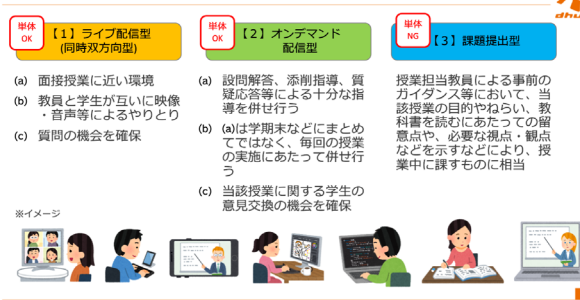 dhu
単体
OK
【１】ライブ配信型
(同時双方向型)
(a) 面接授業に近い環境
(b) 教員と学生が互いに映像
・音声等によるやりとり
(c) 質問の機会を確保
単体
OK
【２】オンデマンド
配信型
(a) 設問解答、添削指導、質
疑応答等による十分な指
導を併せ行う
(b) (a)は学期末などにまとめ
てではなく、毎回の授業
の実施にあたって併せ行
う
(c) 当該授業に関する学生の
意見交換の機会を確保
単体
NG
【３】課題提出型
授業担当教員による事前の
ガイダンス等において、当
該授業の目的やねらい、教
科書を読むにあたっての留
意点や、必要な視点・観点
などを示すなどにより、授
業中に課すものに相当
※イメージ